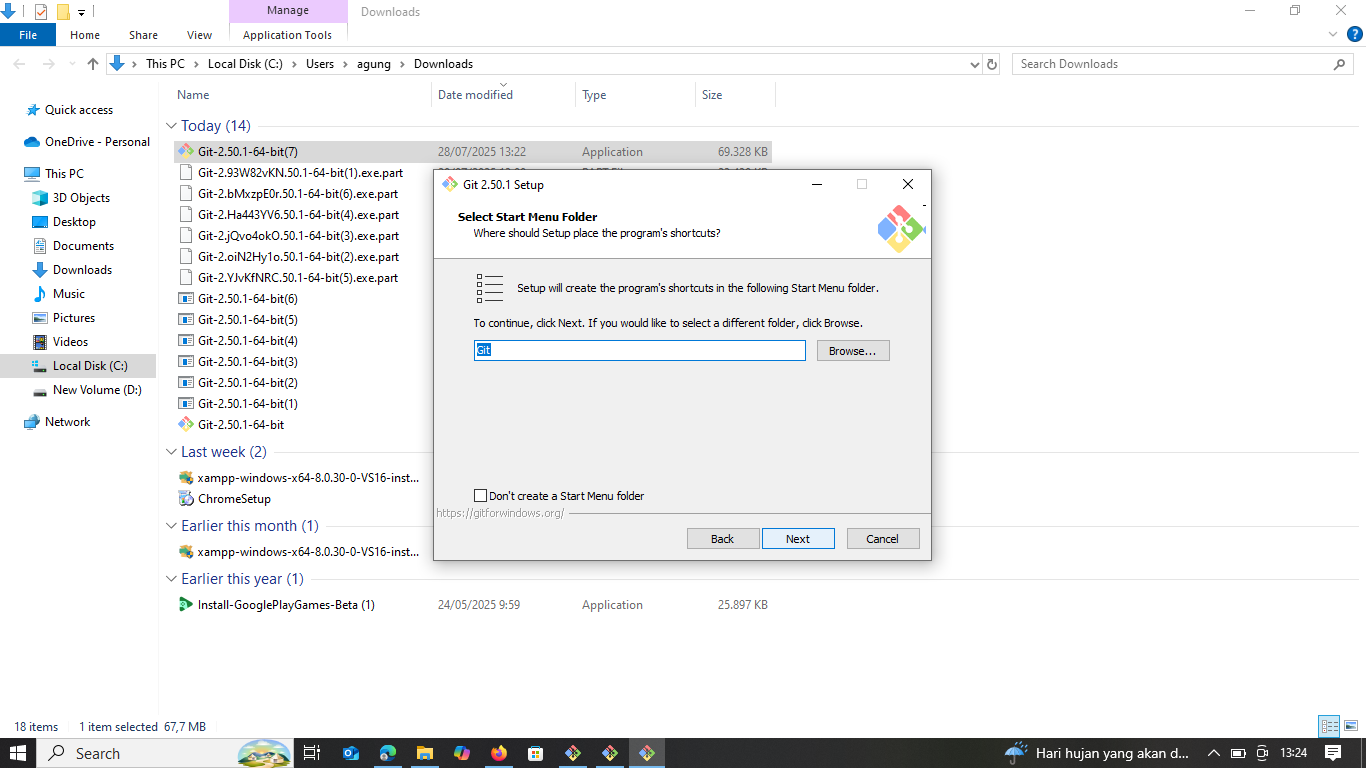 Manage
Downloads
File
Home
Share
View
Application Tools
This PC
Local Disk (C:)
Users
agung
Downloads
Search Downloads
Name
Date modified
Type
Size
Quick access
OneDrive - Personal
This PC
3D Objects
Desktop
Documents
Downloads
Music
Pictures
Videos
Local Disk (C:)
New Volume (D:)
Network
Today (14)
Git-2.50.1-64-bit(7)
28/07/2025 13:22
Application
69.328 KB
Git-2.93W82vKN.50.1-64-bit(1).exe.part
Git-2.bMxzpE0r.50.1-64-bit(6).exe.part
Git-2.Ha443YV6.50.1-64-bit(4).exe.part
Git-2.jQvo4okO.50.1-64-bit(3).exe.part
Git-2.oiN2Hy1o.50.1-64-bit(2).exe.part
Git-2.YJvKfNRC.50.1-64-bit(5).exe.part
Git-2.50.1-64-bit(6)
Git-2.50.1-64-bit(5)
Git-2.50.1-64-bit(4)
Git-2.50.1-64-bit(3)
Git-2.50.1-64-bit(2)
Git-2.50.1-64-bit(1)
Git-2.50.1-64-bit
Last week (2)
xampp-windows-x64-8.0.30-0-VS16-inst...
ChromeSetup
Earlier this month (1)
xampp-windows-x64-8.0.30-0-VS16-inst...
Earlier this year (1)
Install-GooglePlayGames-Beta (1)
24/05/2025 9:59
Application
25.897 KB
Git 2.50.1 Setup
Select Start Menu Folder
Where should Setup place the program's shortcuts?
Setup will create the program's shortcuts in the following Start Menu folder.
To continue, click Next. If you would like to select a different folder, click Browse.
Git
Browse...
Don't create a Start Menu folder
https://gitforwindows.org/
Back
Next
Cancel
18 items
1 item selected 67,7 MB
Search
Hari hujan yang akan d...
13:24